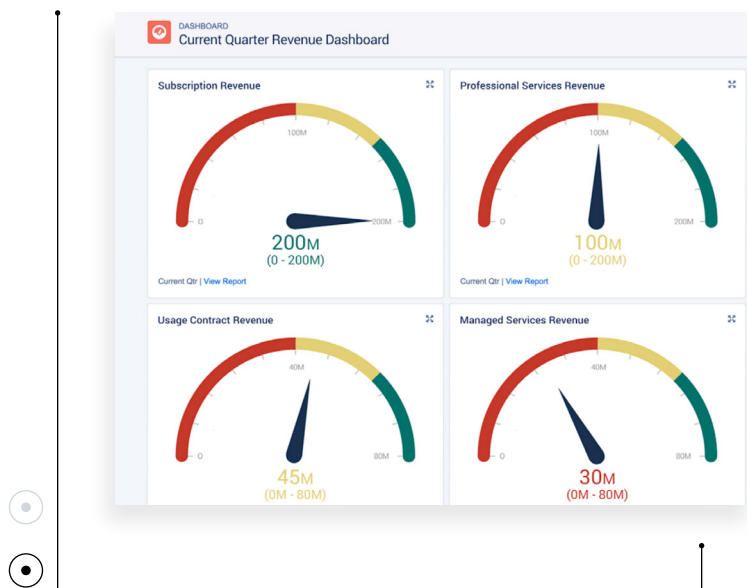 DASHBOARD
Current Quarter Revenue Dashboard
Subscription Revenue
100M
0
200M
200M
(0 - 200M)
Current Qtr | View Report
Professional Services Revenue
100M
0
200M
100M
(0 - 200M)
Current Qtr | View Report
Usage Contract Revenue
40M
0
80M
45M
(0M - 80M)
Managed Services Revenue
40M
0
80M
30M
(0M - 80M)